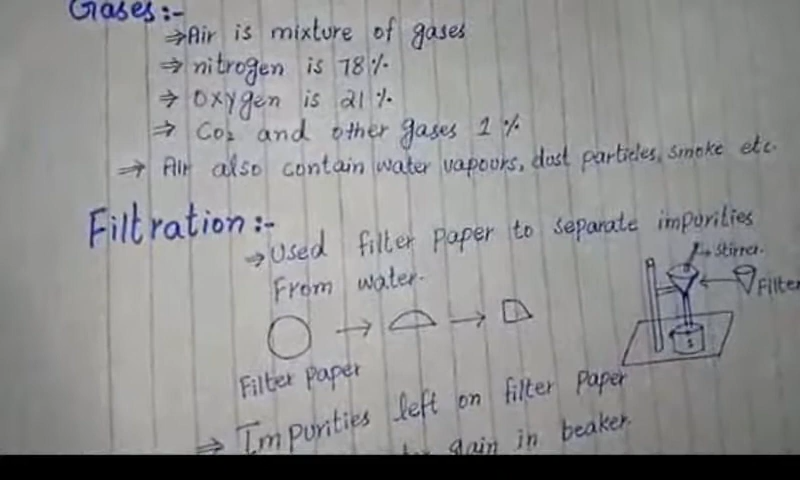 Gases:-
⇒ Air is mixture of gases
⇒ nitrogen is 78%
⇒ Oxygen is 21%
⇒ CO₂ and other gases 1%
⇒ Air also contain water vapours, dust particles, smoke etc.
Filtration:-
⇒ Used filter paper to separate impurities
From water.
Stirrer.
Filter
Filter paper
⇒ Impurities left on filter paper
gain in beaker.